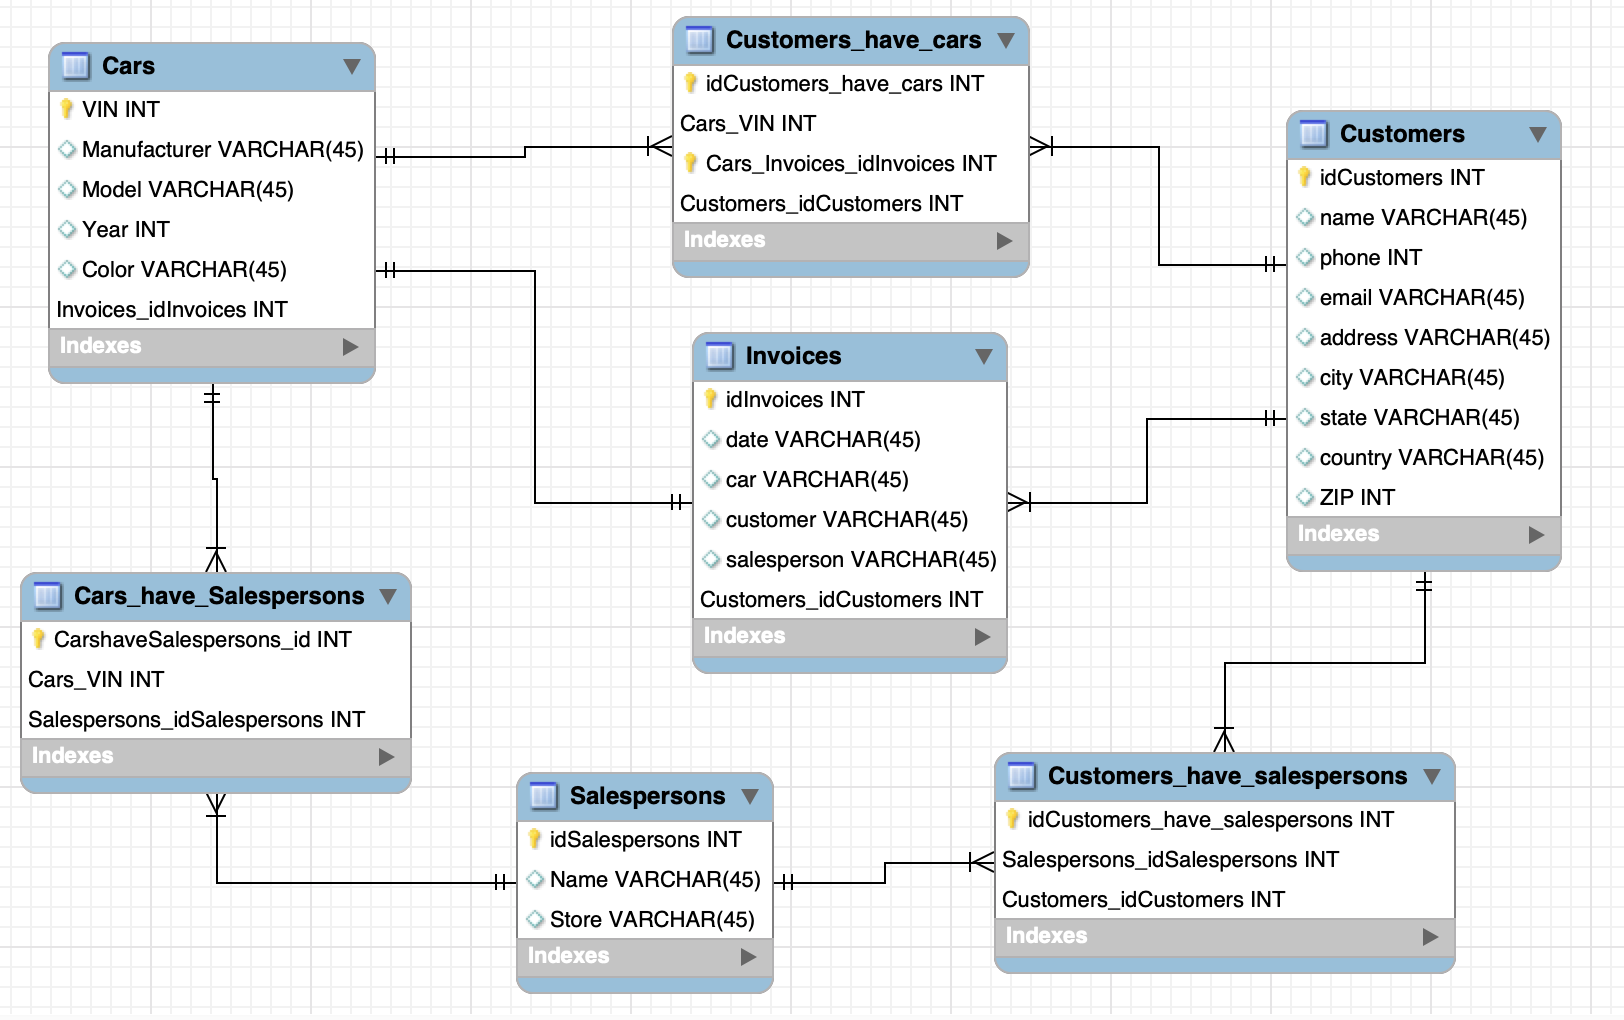 Cars
VIN INT
Manufacturer VARCHAR(45)
Model VARCHAR(45)
Year INT
Color VARCHAR(45)
Invoices_idInvoices INT
Indexes
Customers_have_cars
idCustomers_have_cars INT
Cars_VIN INT
Cars_Invoices_idInvoices INT
Customers_idCustomers INT
Indexes
Customers
idCustomers INT
name VARCHAR(45)
phone INT
email VARCHAR(45)
address VARCHAR(45)
city VARCHAR(45)
state VARCHAR(45)
country VARCHAR(45)
ZIP INT
Indexes
Invoices
idInvoices INT
date VARCHAR(45)
car VARCHAR(45)
customer VARCHAR(45)
salesperson VARCHAR(45)
Customers_idCustomers INT
Indexes
Cars_have_Salespersons
CarshaveSalespersons_id INT
Cars_VIN INT
Salespersons_idSalespersons INT
Indexes
Salespersons
idSalespersons INT
Name VARCHAR(45)
Store VARCHAR(45)
Indexes
Customers_have_salespersons
idCustomers_have_salespersons INT
Salespersons_idSalespersons INT
Customers_idCustomers INT
Indexes